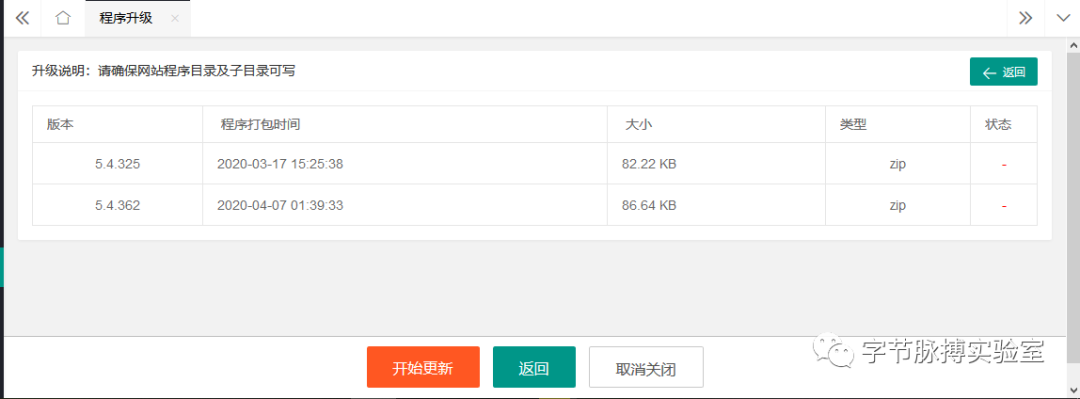 程序升级
升级说明：请确保网站程序目录及子目录可写
返回
版本 程序打包时间 大小 类型 状态
5.4.325 2020-03-17 15:25:38 82.22 KB zip -
5.4.362 2020-04-07 01:39:33 86.64 KB zip -
开始更新 返回 取消关闭
字节脉搏实验室